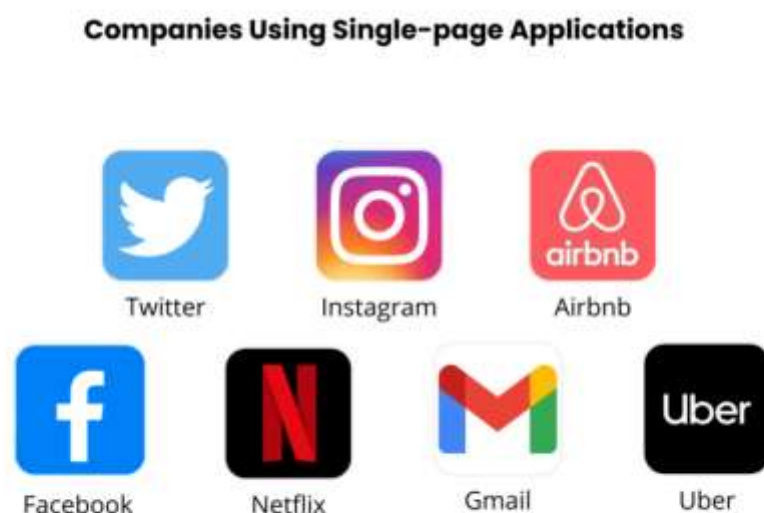 Companies Using Single-page Applications
airbnb
Twitter Instagram Airbnb
Uber
Facebook Netflix Gmail Uber